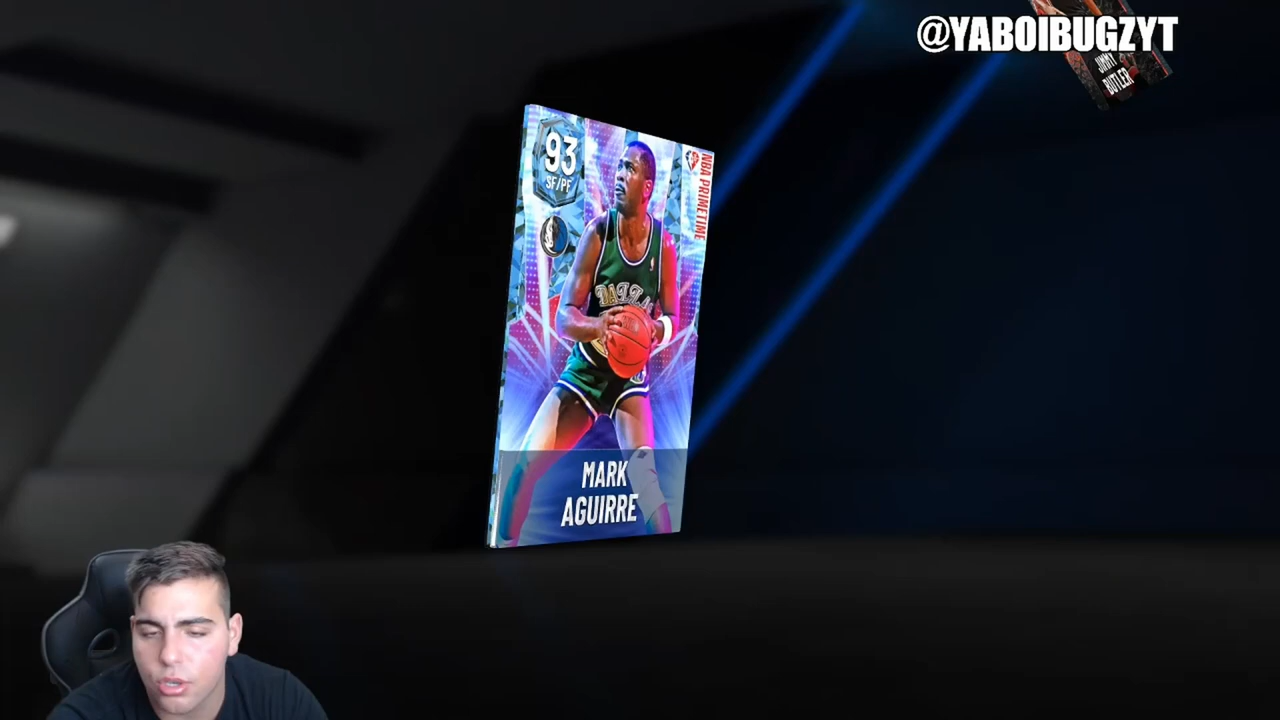 @YABOIBUGZYT
JIMMY
BUTLER
93
SF/PF
NBA PRIMETIME
DALLAS
MARK
AGUIRRE